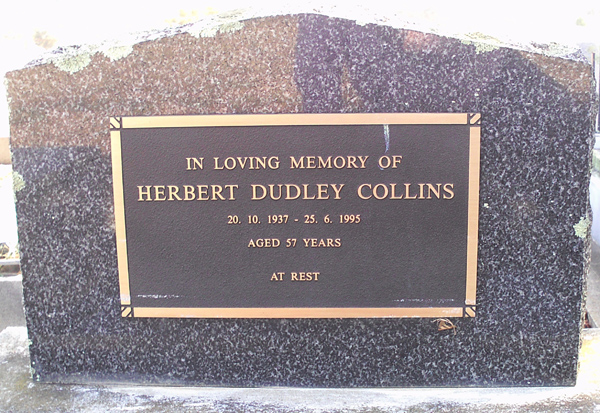 IN LOVING MEMORY OF
HERBERT DUDLEY COLLINS
20. 10. 1937 - 25. 6. 1995
AGED 57 YEARS
AT REST